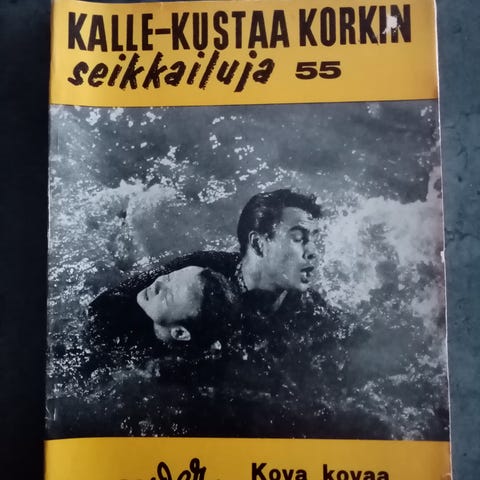 KALLE-KUSTAA KORKIN
seikkailuja 55
Kova kovaa